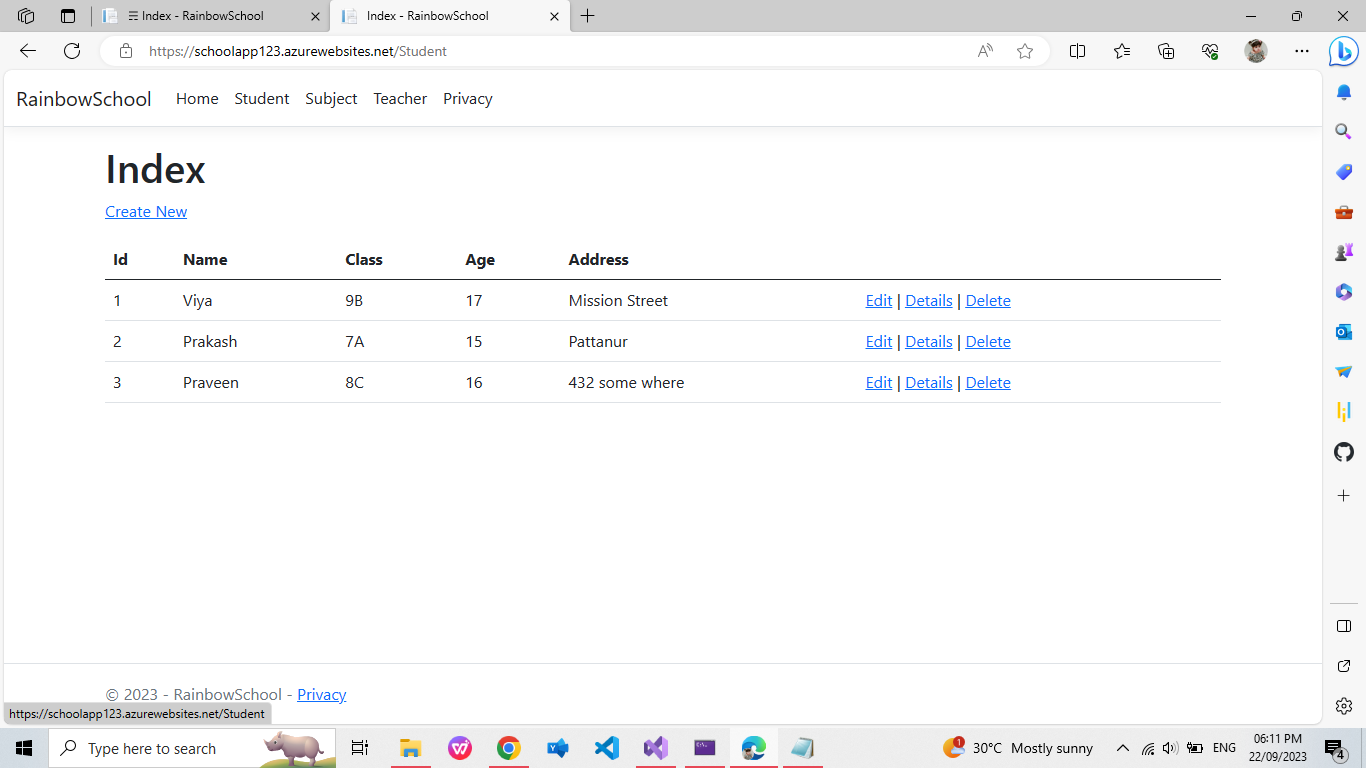 ☴ Index - RainbowSchool
Index - RainbowSchool
https://schoolapp123.azurewebsites.net/Student
RainbowSchool Home Student Subject Teacher Privacy
Index
Create New
Id Name Class Age Address
1 Viya 9B 17 Mission Street Edit | Details | Delete
2 Prakash 7A 15 Pattanur Edit | Details | Delete
3 Praveen 8C 16 432 some where Edit | Details | Delete
© 2023 - RainbowSchool - Privacy
https://schoolapp123.azurewebsites.net/Student
Type here to search
1 30°C Mostly sunny ENG 06:11 PM
22/09/2023
4